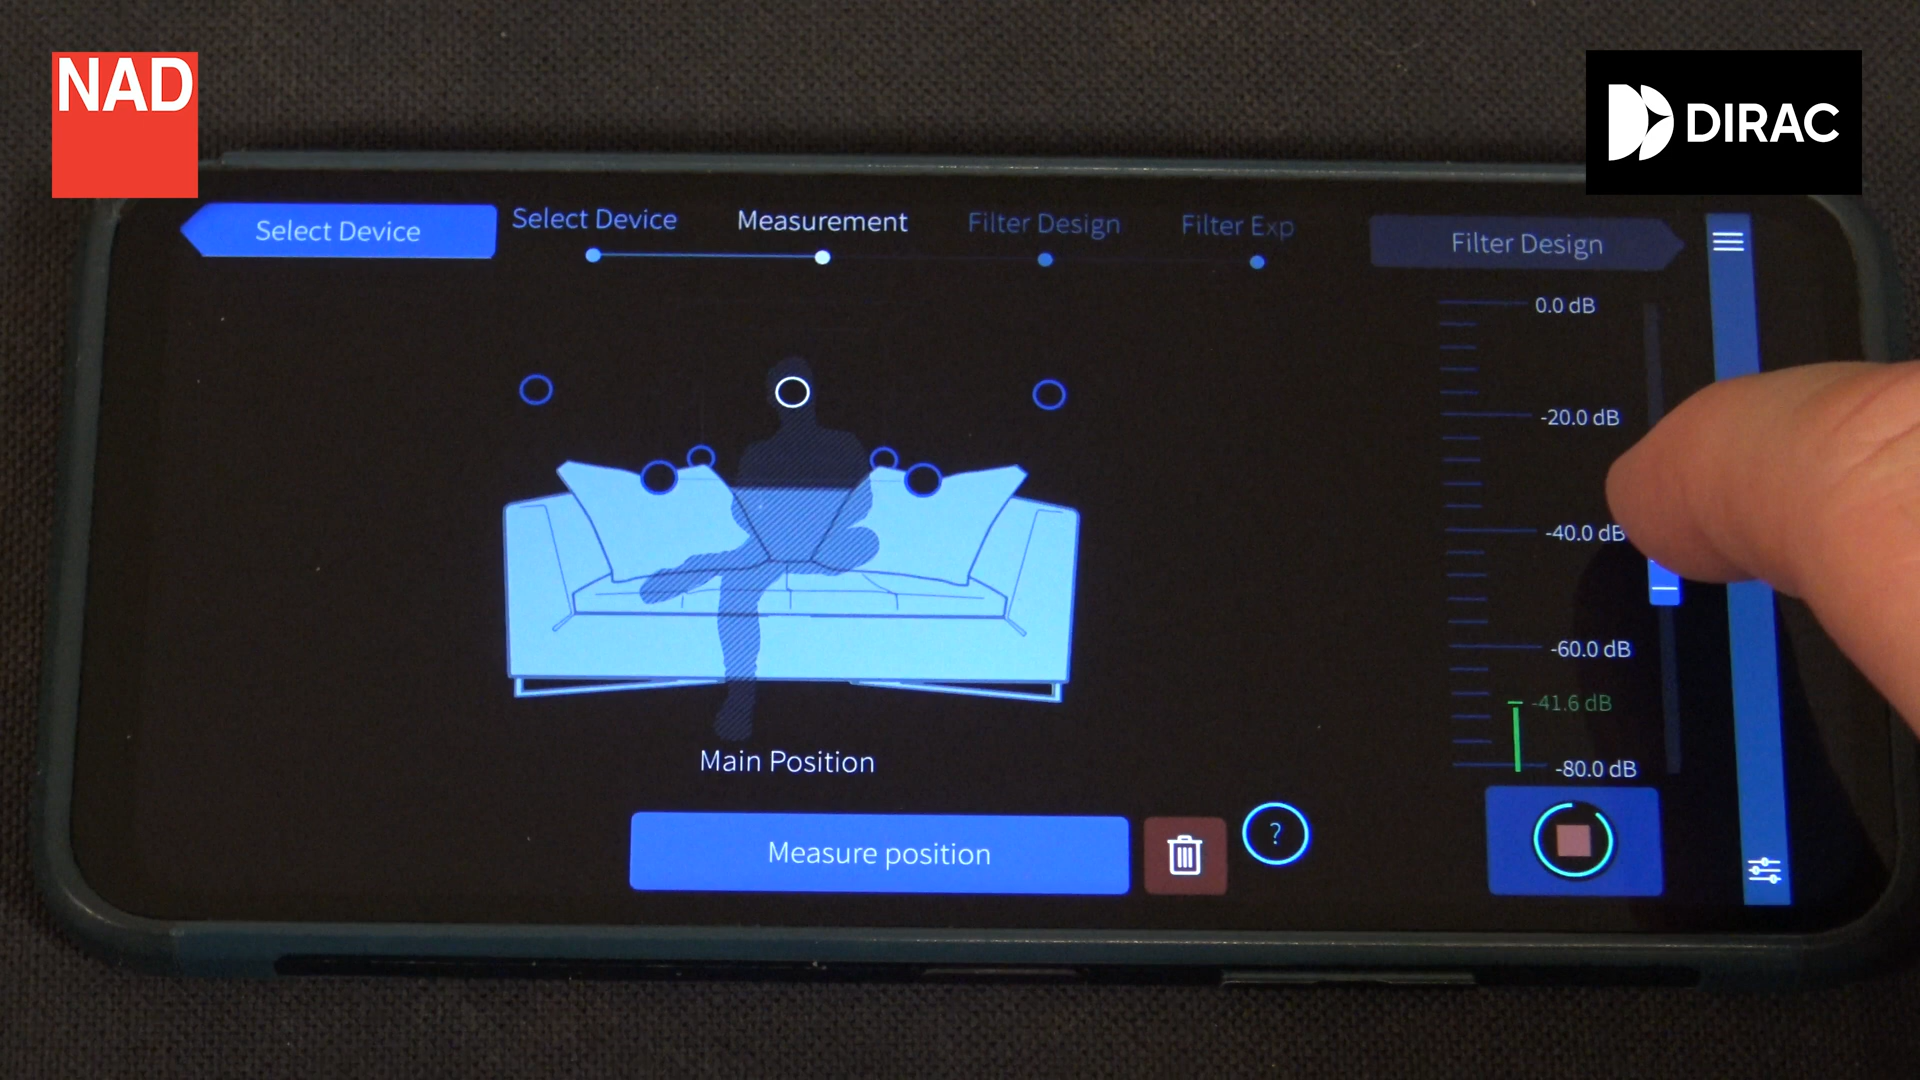 NAD
DIRAC
Select Device
Select Device
Measurement
Filter Design
Filter Exp
Filter Design
0.0 dB
-20.0 dB
-40.0 dB
-60.0 dB
-41.6 dB
-80.0 dB
Main Position
Measure position
?